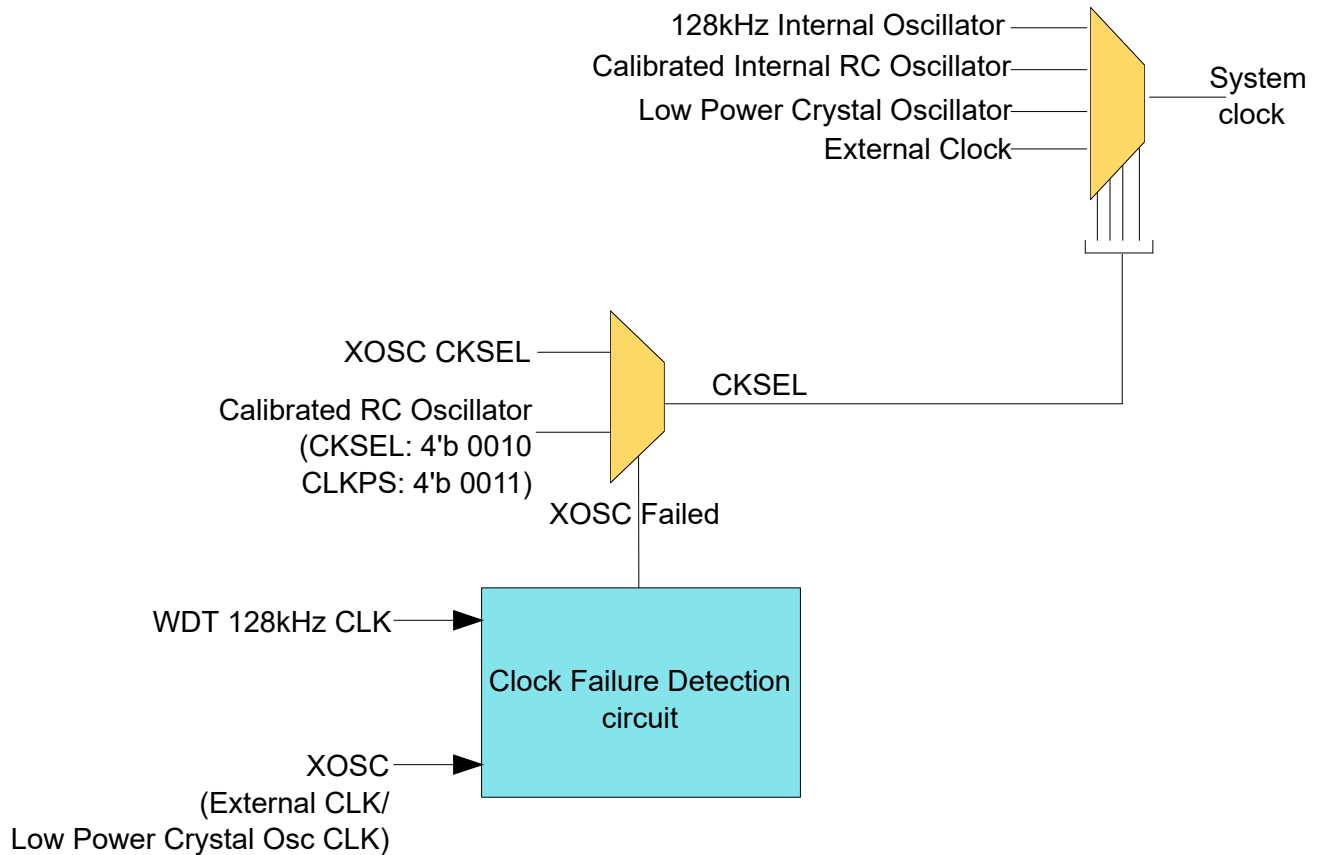 128kHz Internal Oscillator
Calibrated Internal RC Oscillator
Low Power Crystal Oscillator
External Clock
System
clock
XOSC CKSEL
Calibrated RC Oscillator
(CKSEL: 4'b 0010
CLKPS: 4'b 0011)
CKSEL
XOSC Failed
WDT 128kHz CLK
Clock Failure Detection
circuit
XOSC
(External CLK/
Low Power Crystal Osc CLK)